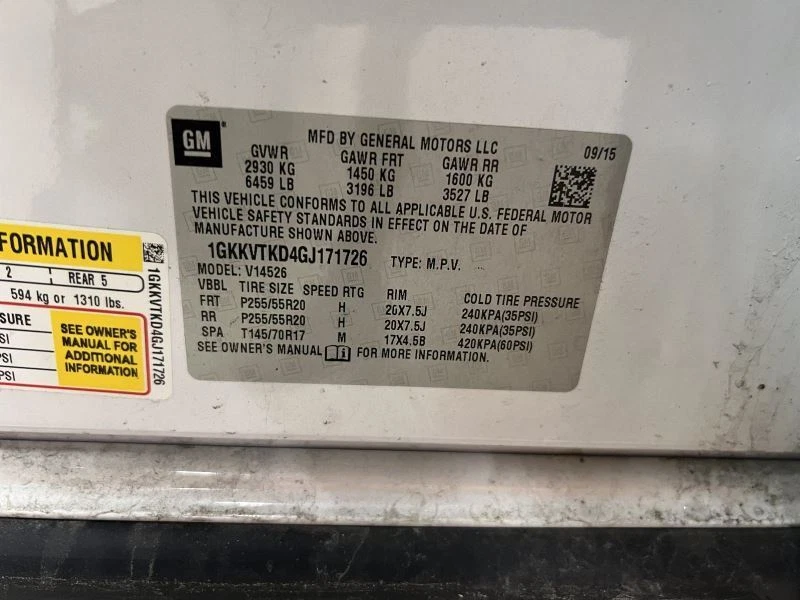 GM
MFD BY GENERAL MOTORS LLC
09/15
GVWR GAWR FRT GAWR RR
2930 KG 1450 KG 1600 KG
6459 LB 3196 LB 3527 LB
THIS VEHICLE CONFORMS TO ALL APPLICABLE U.S. FEDERAL MOTOR
VEHICLE SAFETY STANDARDS IN EFFECT ON THE DATE OF
MANUFACTURE SHOWN ABOVE.
1GKKVTKD4GJ171726 TYPE: M.P.V.
MODEL: V14526
VBBL TIRE SIZE SPEED RTG RIM COLD TIRE PRESSURE
FRT P255/55R20 H 20X7.5J 240KPA(35PSI)
RR P255/55R20 H 20X7.5J 240KPA(35PSI)
SPA T145/70R17 M 17X4.5B 420KPA(60PSI)
SEE OWNER'S MANUAL FOR MORE INFORMATION.
FORMATION
2 REAR 5
594 kg or 1310 lbs.
SURE
SI
PSI
PSI
SEE OWNER'S
MANUAL FOR
ADDITIONAL
INFORMATION
1GKKVTKD4GJ171726